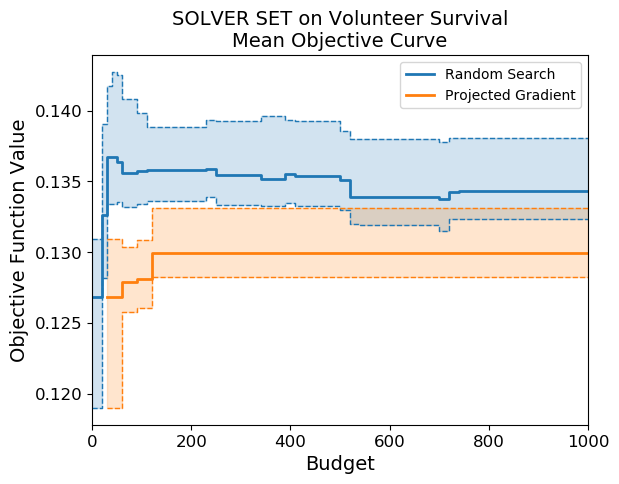 SOLVER SET on Volunteer Survival
Mean Objective Curve
Random Search
Projected Gradient
Objective Function Value
0.140
0.135
0.130
0.125
0.120
0
200
400
600
800
1000
Budget